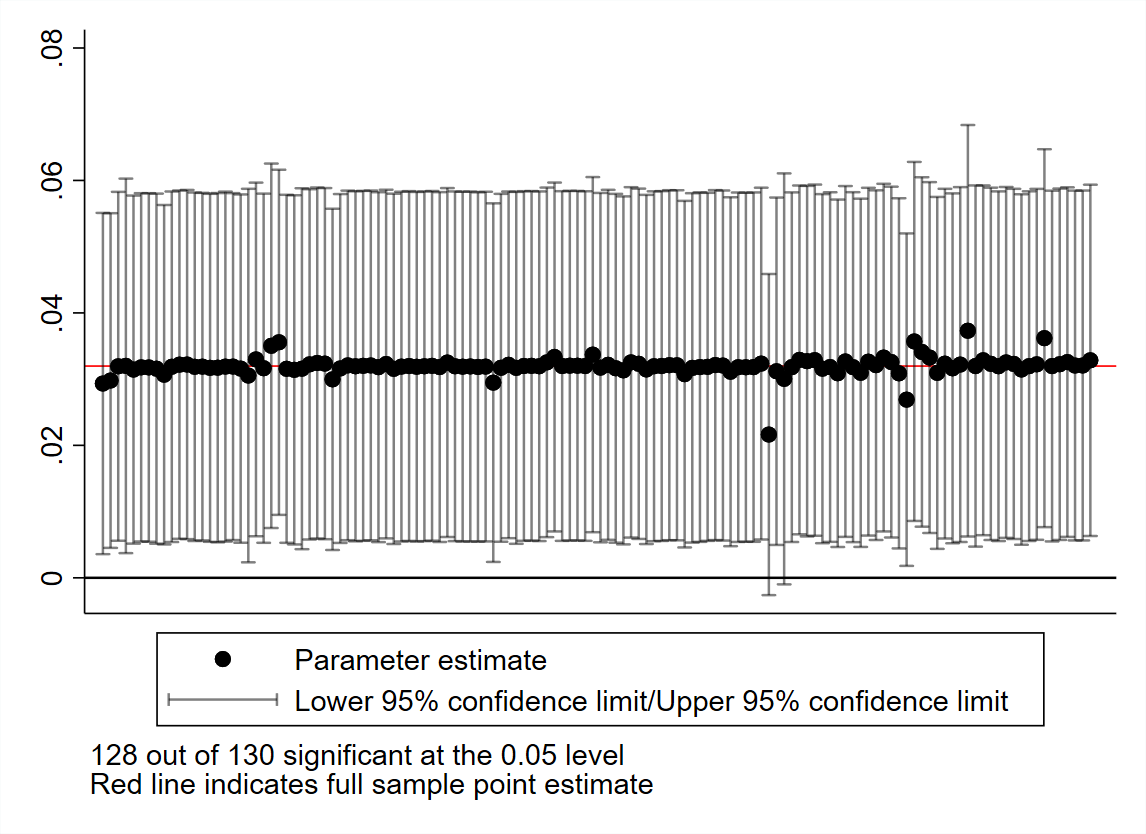 .08
.06
.04
.02
0
Parameter estimate
Lower 95% confidence limit/Upper 95% confidence limit
128 out of 130 significant at the 0.05 level
Red line indicates full sample point estimate